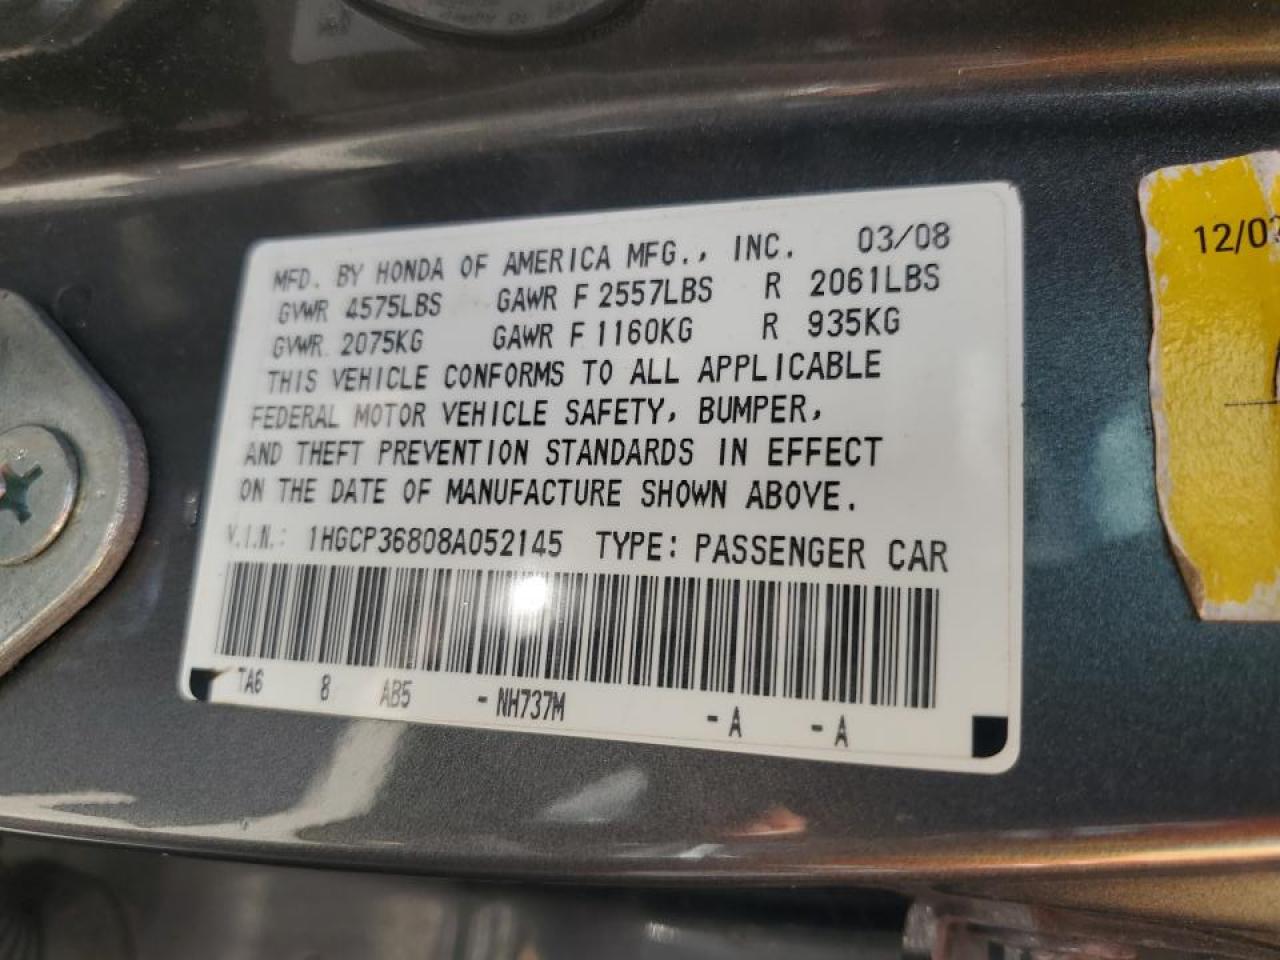 MFD. BY HONDA OF AMERICA MFG., INC. 03/08
GVWR 4575LBS GAWR F 2557LBS R 2061LBS
GVWR 2075KG GAWR F 1160KG R 935KG
THIS VEHICLE CONFORMS TO ALL APPLICABLE
FEDERAL MOTOR VEHICLE SAFETY, BUMPER,
AND THEFT PREVENTION STANDARDS IN EFFECT
ON THE DATE OF MANUFACTURE SHOWN ABOVE.
V.I.N.: 1HGCP36808A052145 TYPE: PASSENGER CAR
TA6 8 AB5 -NH737M -A -A